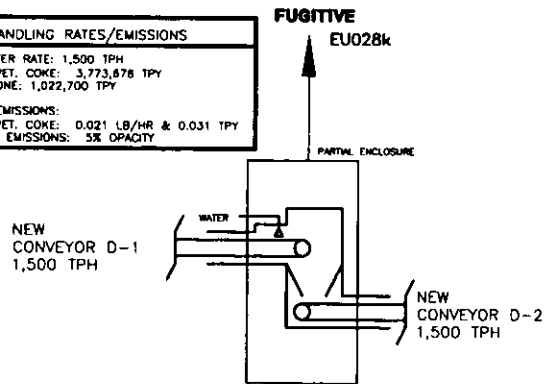 FUGITIVE
EU028k
ANDLING RATES/EMISSIONS
ER RATE: 1,500 TPH
PET. COKE: 3,773,676 TPY
ONE: 1,022,700 TPY
EMISSIONS:
PET. COKE: 0.021 LB/HR & 0.031 TPY
EMISSIONS: 5% OPACITY
PARTIAL ENCLOSURE
WATER
NEW
CONVEYOR D-1
1,500 TPH
NEW
CONVEYOR D-2
1,500 TPH